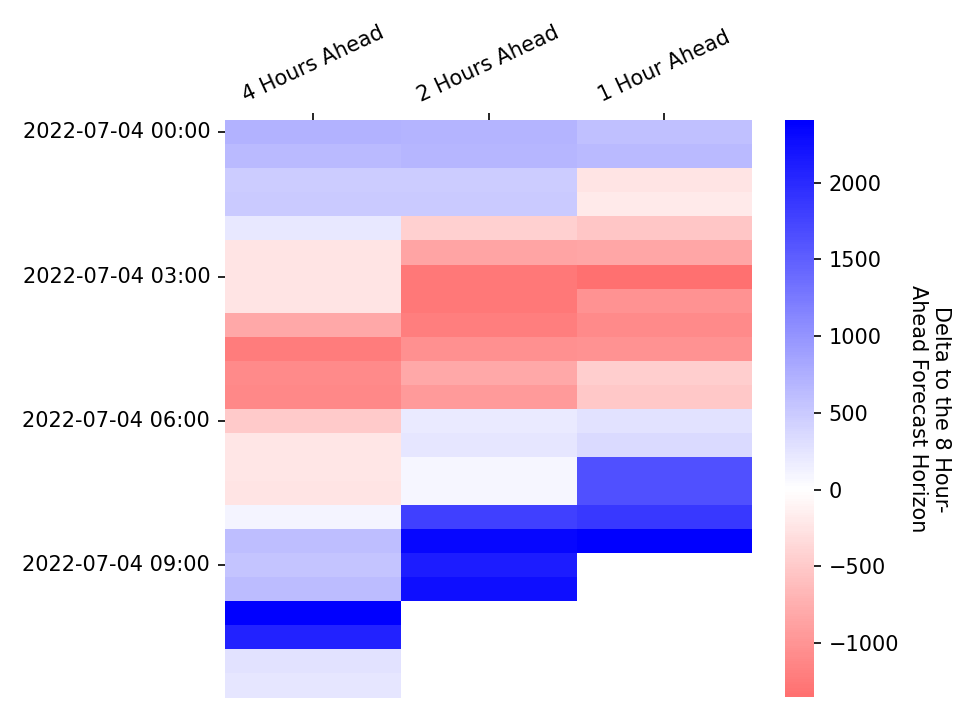 4 Hours Ahead
2 Hours Ahead
1 Hour Ahead
2022-07-04 00:00
2022-07-04 03:00
2022-07-04 06:00
2022-07-04 09:00
2000
1500
1000
500
0
−500
−1000
Delta to the 8 Hour-
Ahead Forecast Horizon